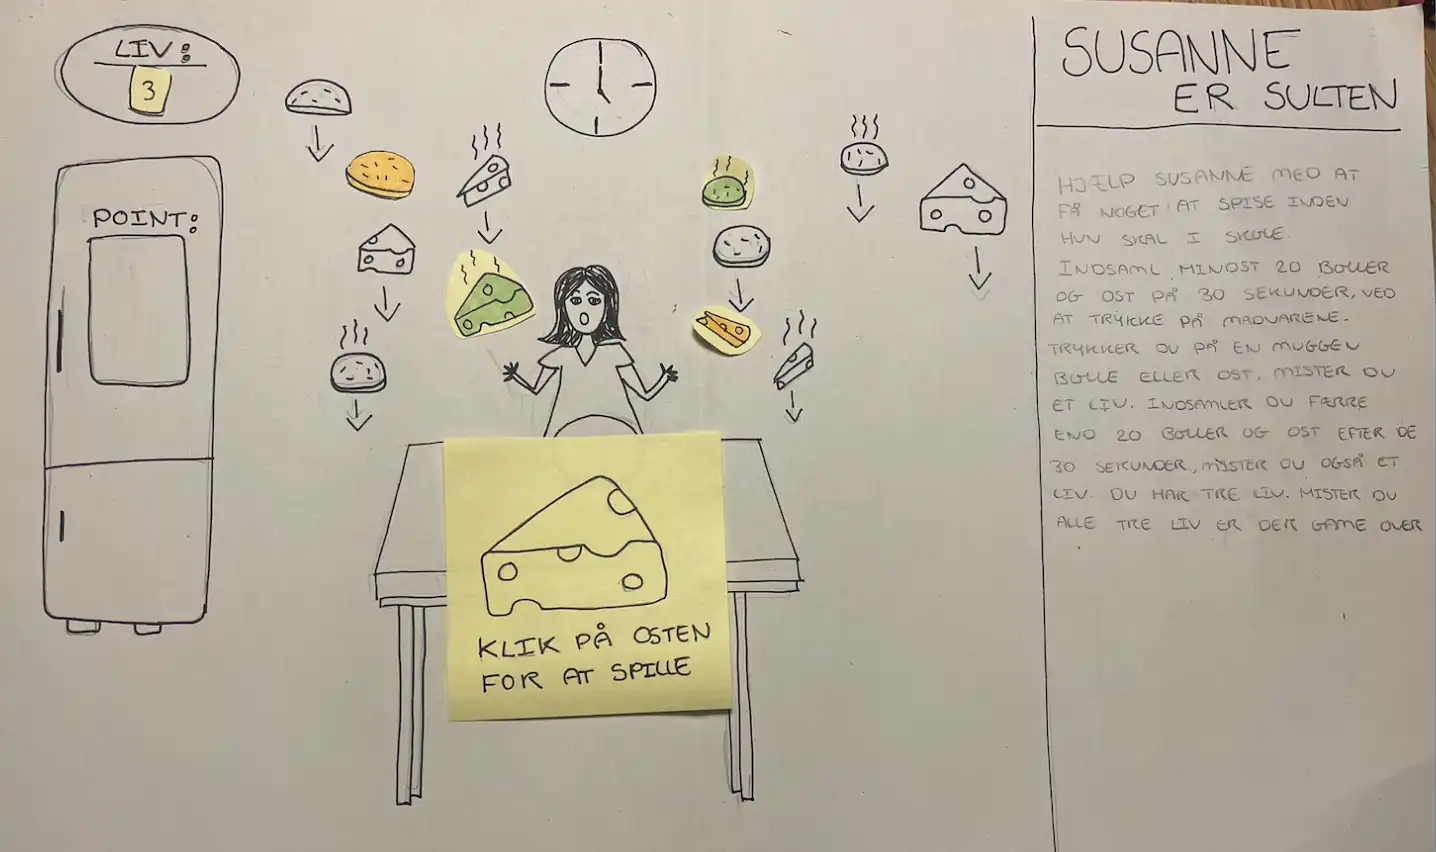 LIV:
3
POINT:
KLIK PÅ OSTEN
FOR AT SPILLE
SUSANNE
ER SULTEN
HJÆLP SUSANNE MED AT
FÅ NOGET AT SPISE INDEN
HUN SKAL I SKOLE.
INDSAML MINDST 20 BOLLER
OG OST PÅ 30 SEKUNDER, VED
AT TRYKKE PÅ MADVARENE.
TRYKKER DU PÅ EN MUGGEN
BOLLE ELLER OST, MISTER DU
ET LIV. INDSAMLER DU FÆRRE
END 20 BOLLER OG OST EFTER DE
30 SEKUNDER, MISTER DU OGSÅ ET
LIV. DU HAR TRE LIV. MISTER DU
ALLE TRE LIV ER DER GAME OVER